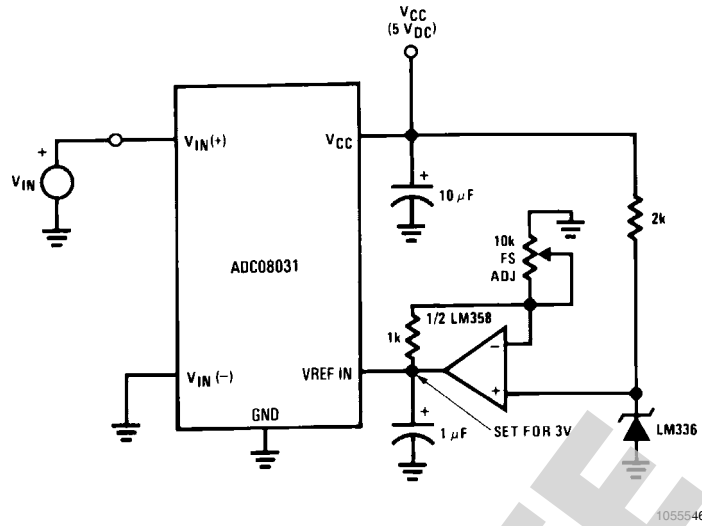 VCC
(5 VDC)
VIN(+)
VCC
+
VIN
+
10 µF
2k
10k
FS
ADJ
ADC08031
1/2 LM358
1k
−
VREF IN
VIN(−)
+
GND
+
1 µF
SET FOR 3V
LM336
1055546